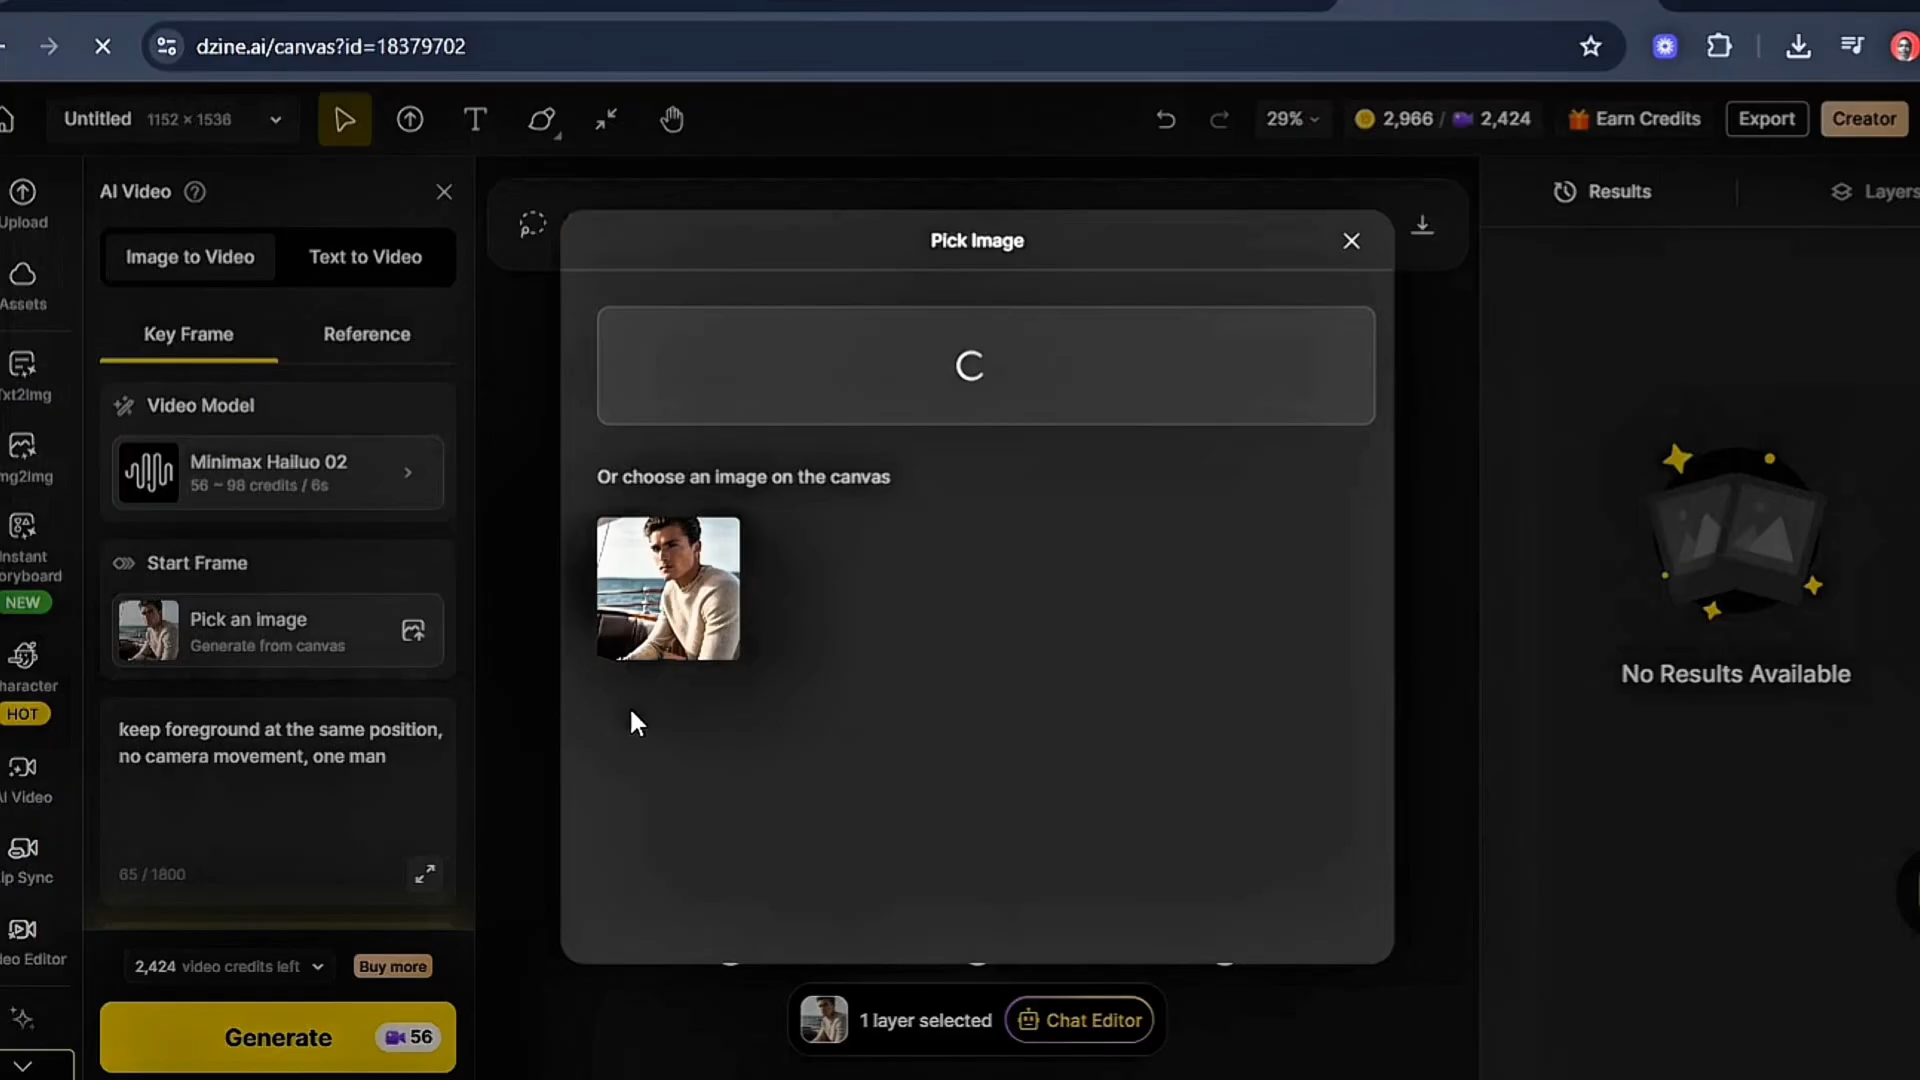 dzine.ai/canvas?id=18379702
Untitled 1152 × 1536
29%
2,966 / 2,424
Earn Credits
Export
Creator
Upload
Assets
Txt2Img
mg2Img
Instant
oryboard
NEW
haracter
HOT
AI Video
ip Sync
eo Editor
AI Video
Image to Video
Text to Video
Key Frame
Reference
Video Model
Minimax Hailuo 02
56 ~ 98 credits / 6s
Start Frame
Pick an image
Generate from canvas
keep foreground at the same position,
no camera movement, one man
65 / 1800
2,424 video credits left
Buy more
Generate
56
Pick Image
Or choose an image on the canvas
1 layer selected
Chat Editor
Results
Layers
No Results Available